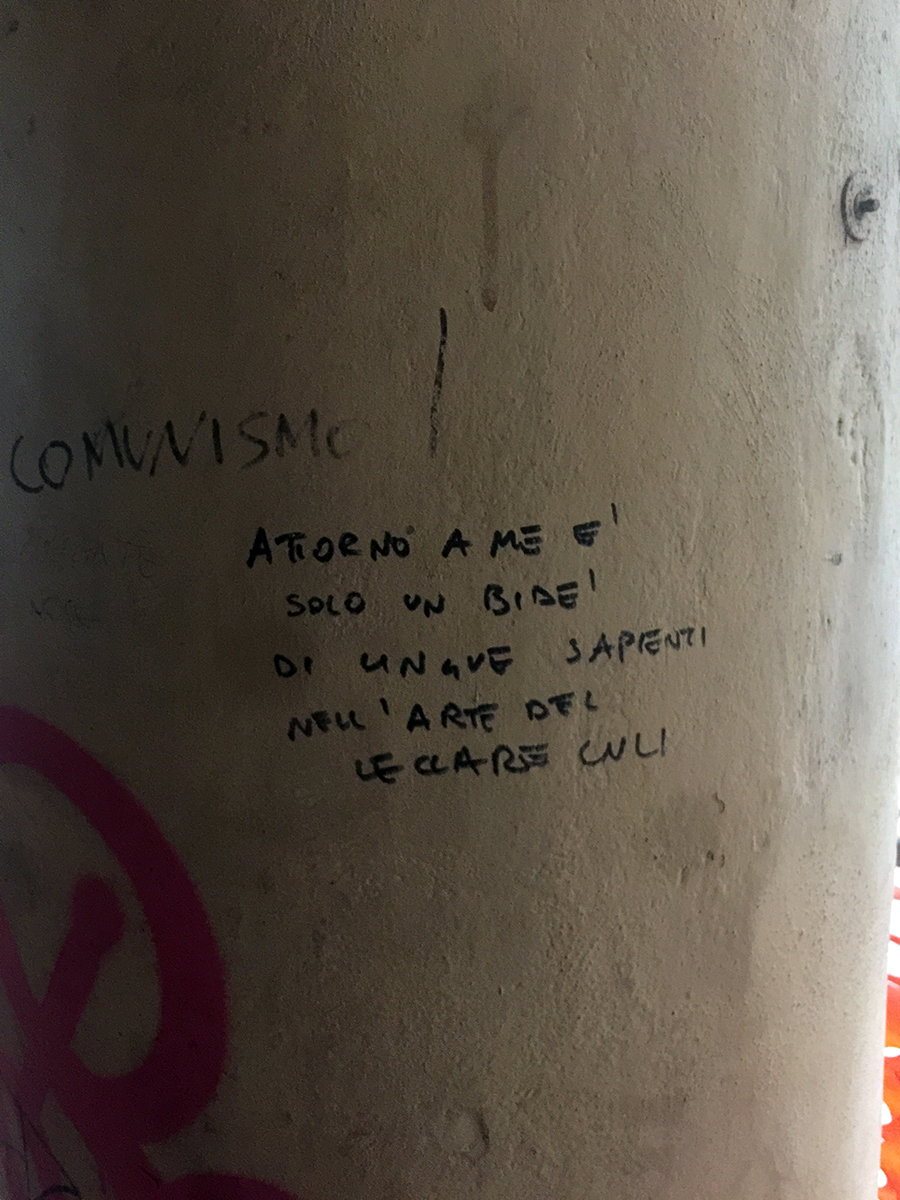 COMUNISMO
ATTORNO A ME E'
SOLO UN BIDE'
DI LINGUE SAPIENTI
NELL'ARTE DEL
LECCARE CULI